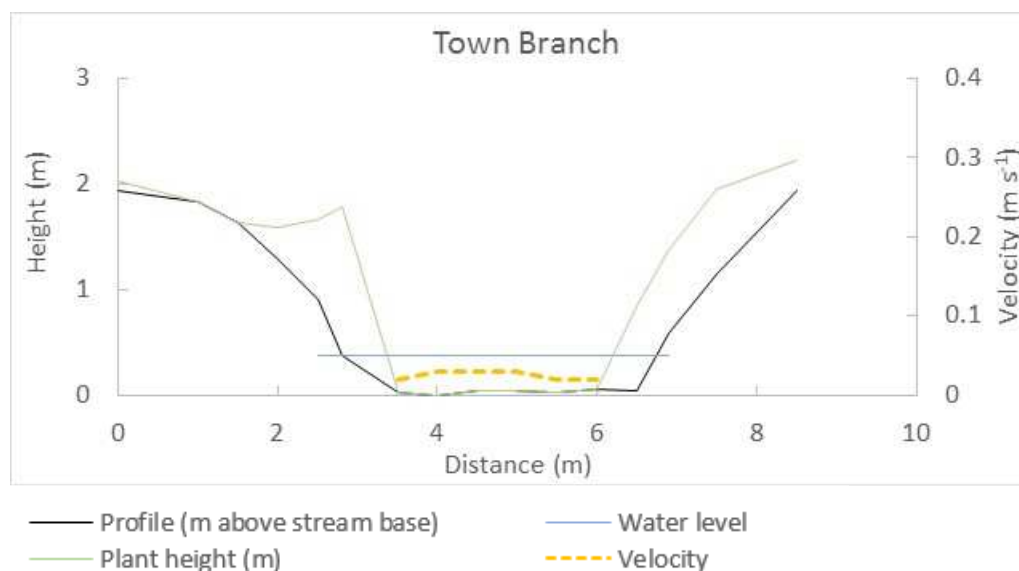 Town Branch
3
2
1
0
Height (m)
0.4
0.3
0.2
0.1
0
Velocity (m s⁻¹)
0 2 4 6 8 10
Distance (m)
Profile (m above stream base) Water level
Plant height (m) Velocity